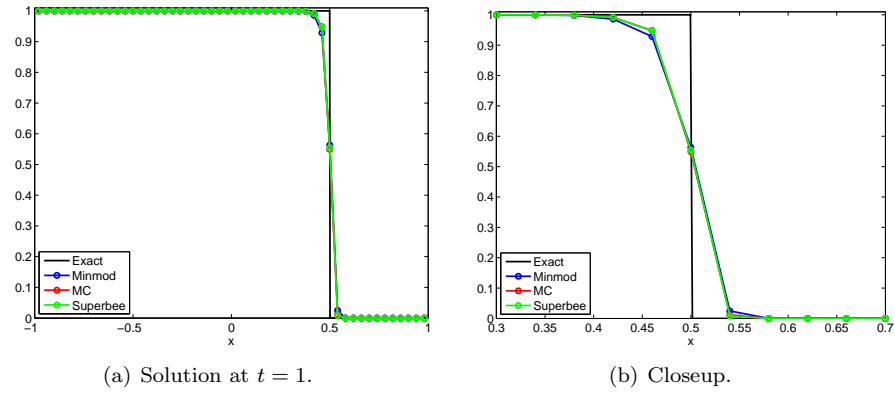 1
0.9
0.8
0.7
0.6
0.5
0.4
0.3
0.2
0.1
0
Exact
Minmod
MC
Superbee
-1 -0.5 0 0.5 1
x
(a) Solution at t = 1.
1
0.9
0.8
0.7
0.6
0.5
0.4
0.3
0.2
0.1
0
Exact
Minmod
MC
Superbee
0.3 0.35 0.4 0.45 0.5 0.55 0.6 0.65 0.7
x
(b) Closeup.